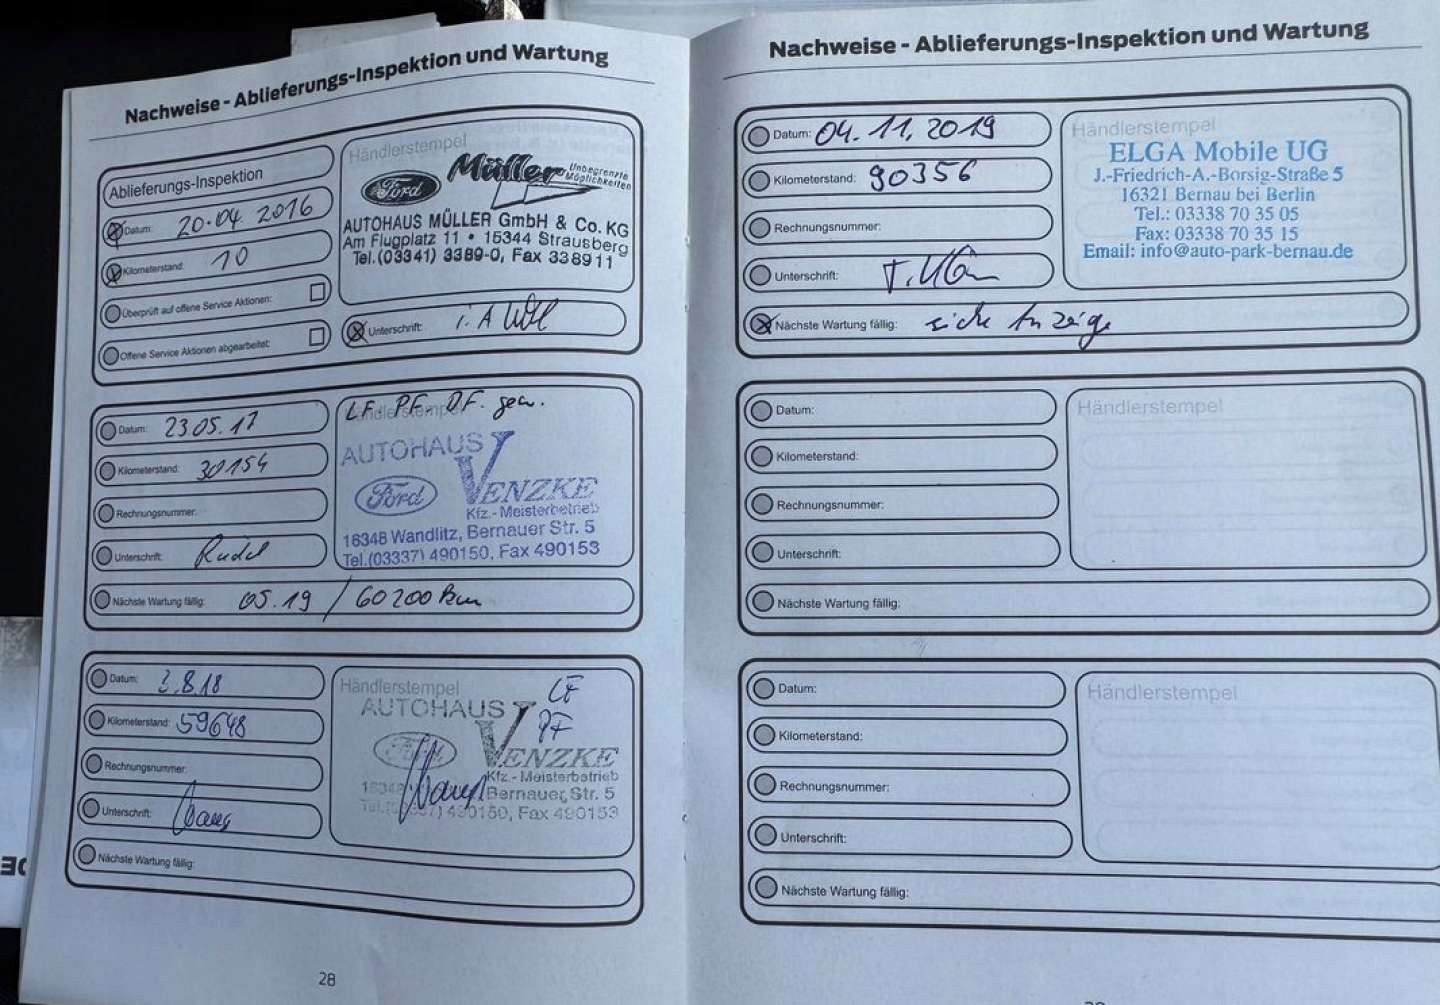 Nachweise - Ablieferungs-Inspektion und Wartung
Ablieferungs-Inspektion
Datum: 20.04.2016
Kilometerstand: 10
Überprüft auf offene Service Aktionen:
Offene Service Aktionen abgearbeitet:
Händlerstempel
Ford Müller Unbegrenzte Möglichkeiten
AUTOHAUS MÜLLER GmbH & Co. KG
Am Flugplatz 11 • 15344 Strausberg
Tel.(03341) 3389-0, Fax 3389119
Unterschrift: i.A
Datum: 23.05.17
Kilometerstand: 30154
Rechnungsnummer:
Unterschrift:
Händlerstempel
LF. PF. ÖF. gew.
AUTOHAUS
Ford VENZKE
Kfz.-Meisterbetrieb
16348 Wandlitz, Bernauer Str. 5
Tel.(03337) 490150, Fax 490153
Nächste Wartung fällig: 05.19 / 60200 km
Datum: 3.8.18
Kilometerstand: 59648
Rechnungsnummer:
Unterschrift:
Händlerstempel
LF
PF
AUTOHAUS
Ford VENZKE
Kfz.-Meisterbetrieb
Bernauer Str. 5
490150, Fax 490153
Nächste Wartung fällig:
28
Nachweise - Ablieferungs-Inspektion und Wartung
Datum: 04.11.2019
Kilometerstand: 90356
Rechnungsnummer:
Unterschrift:
Händlerstempel
ELGA Mobile UG
J.-Friedrich-A.-Borsig-Straße 5
16321 Bernau bei Berlin
Tel.: 03338 70 35 05
Fax: 03338 70 35 15
Email: info@auto-park-bernau.de
Nächste Wartung fällig: siehe Anzeige
Datum:
Kilometerstand:
Rechnungsnummer:
Unterschrift:
Händlerstempel
Nächste Wartung fällig:
Datum:
Kilometerstand:
Rechnungsnummer:
Unterschrift:
Händlerstempel
Nächste Wartung fällig: